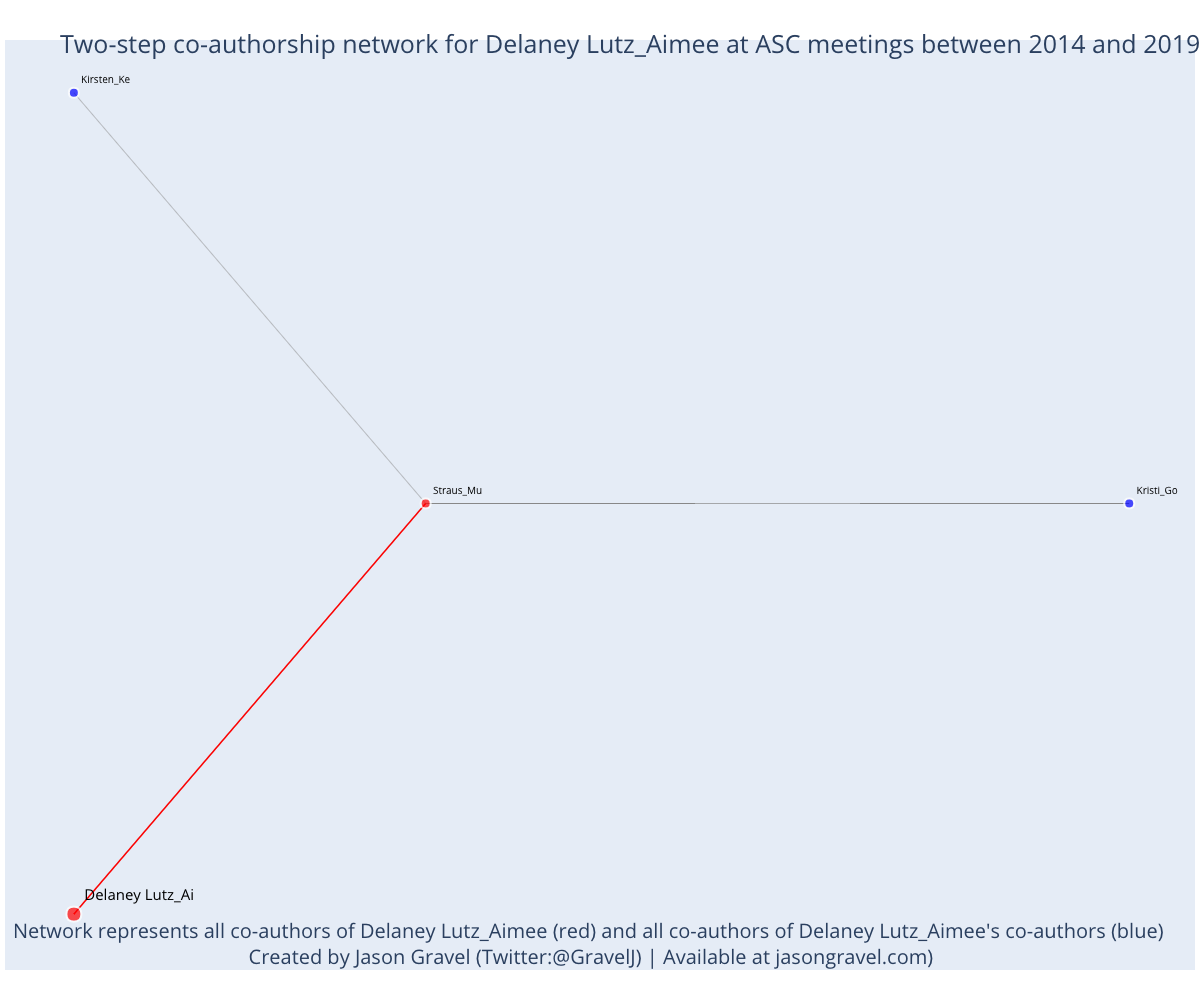 Two-step co-authorship network for Delaney Lutz_Aimee at ASC meetings between 2014 and 2019
Kirsten_Ke
Straus_Mu
Kristi_Go
Delaney Lutz_Ai
Network represents all co-authors of Delaney Lutz_Aimee (red) and all co-authors of Delaney Lutz_Aimee's co-authors (blue)
Created by Jason Gravel (Twitter:@GravelJ) | Available at jasongravel.com)